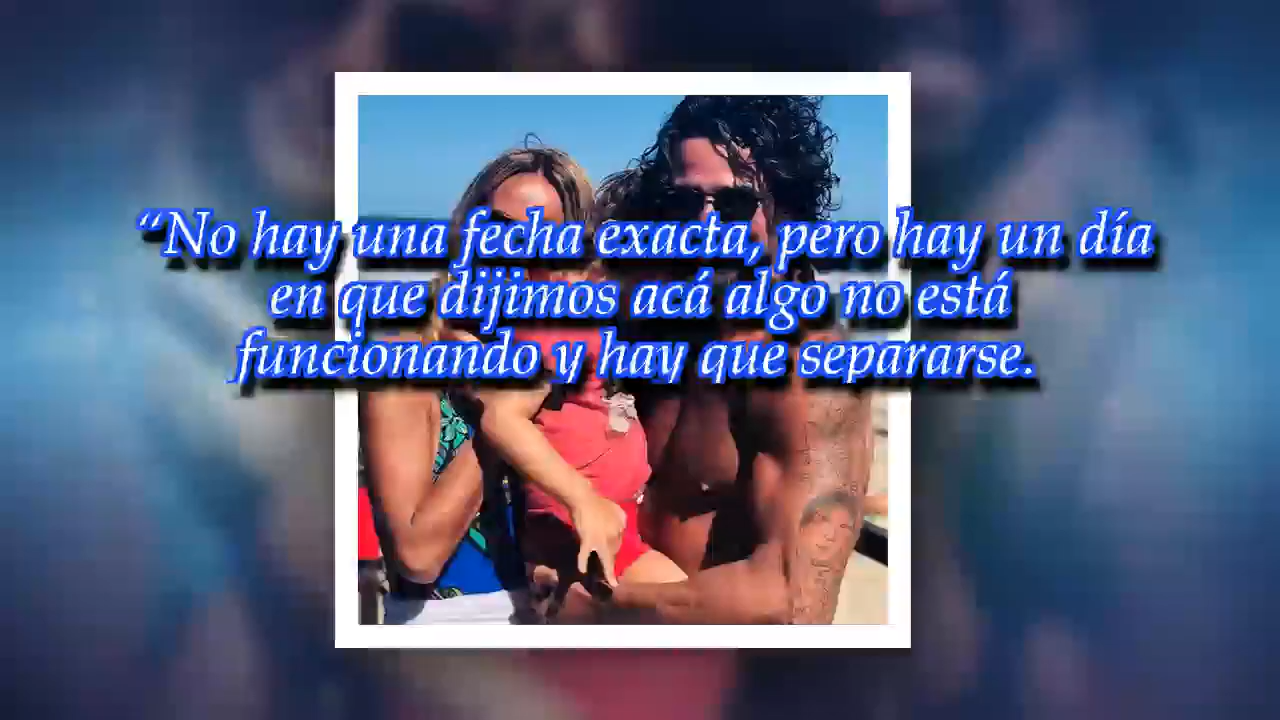 “No hay una fecha exacta, pero hay un día
en que dijimos acá algo no está
funcionando y hay que separarse.